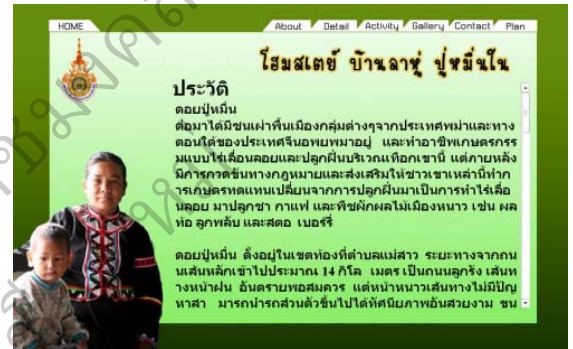 HOME About Detail Activity Gallery Contact Plan
โฮมสเตย์ บ้านลาหู่ ปู่หมื่นใน
ประวัติ
ดอยปู่หมื่น
ต่อมาได้มีชนเผ่าพื้นเมืองกลุ่มต่างๆจากประเทศพม่าและทาง
ตอนใต้ของประเทศจีนอพยพมาอยู่ และทำอาชีพเกษตรกรร
มแบบไร่เลื่อนลอยและปลูกฝิ่นบริเวณเทือกเขานี้ แต่ภายหลัง
มีการกวดขันทางกฎหมายและส่งเสริมให้ชาวเขาเหล่านี้ทำก
ารเกษตรทดแทนเปลี่ยนจากการปลูกฝิ่นมาเป็นการทำไร่เลื่อ
นลอย มาปลูกชา กาแฟ และพืชผักผลไม้เมืองหนาว เช่น ผล
ท้อ ลูกพลับ และสตอ เบอร์รี่
ดอยปู่หมื่น ตั้งอยู่ในเขตท้องที่ตำบลแม่สาว ระยะทางจากถน
นเส้นหลักเข้าไปประมาณ 14 กิโล เมตร เป็นถนนลูกรัง เส้นท
างหน้าฝน อันตรายพอสมควร แต่หน้าหนาวเส้นทางไม่มีปัญ
หาสา มารถนำรถส่วนตัวขึ้นไปได้ทัศนียภาพอันสวยงาม ขน